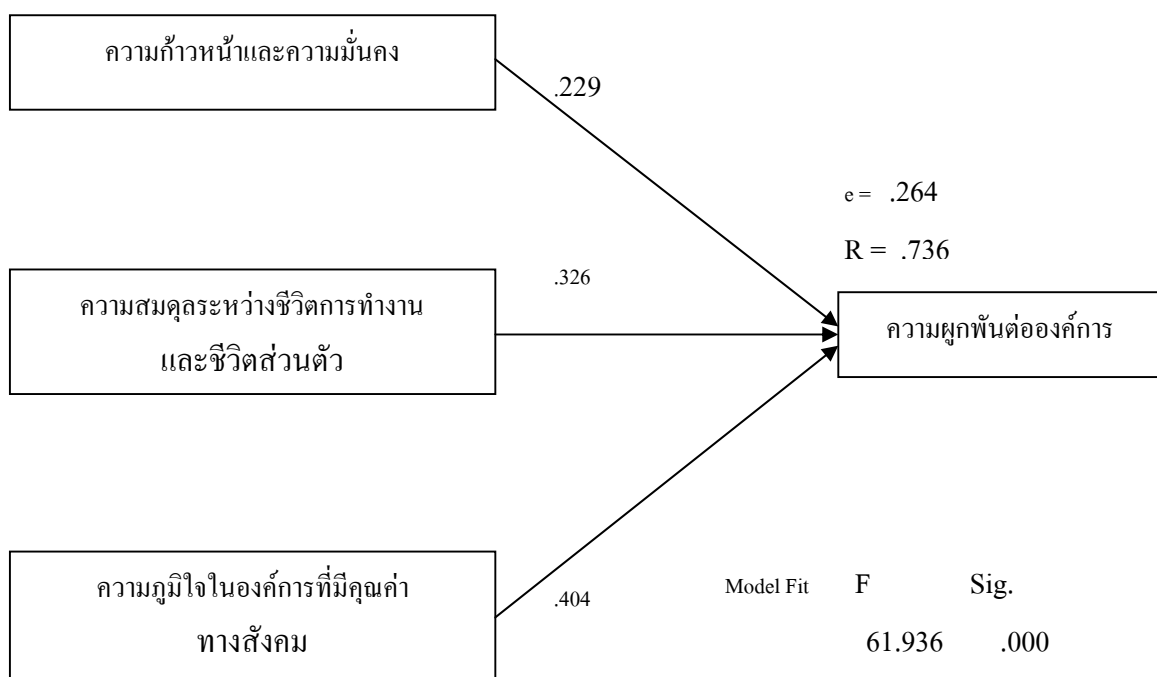 ความก้าวหน้าและความมั่นคง
.229
e = .264
R = .736
.326
ความสมดุลระหว่างชีวิตการทำงาน
และชีวิตส่วนตัว
ความผูกพันต่อองค์การ
ความภูมิใจในองค์การที่มีคุณค่า
ทางสังคม
.404
Model Fit F Sig.
61.936 .000